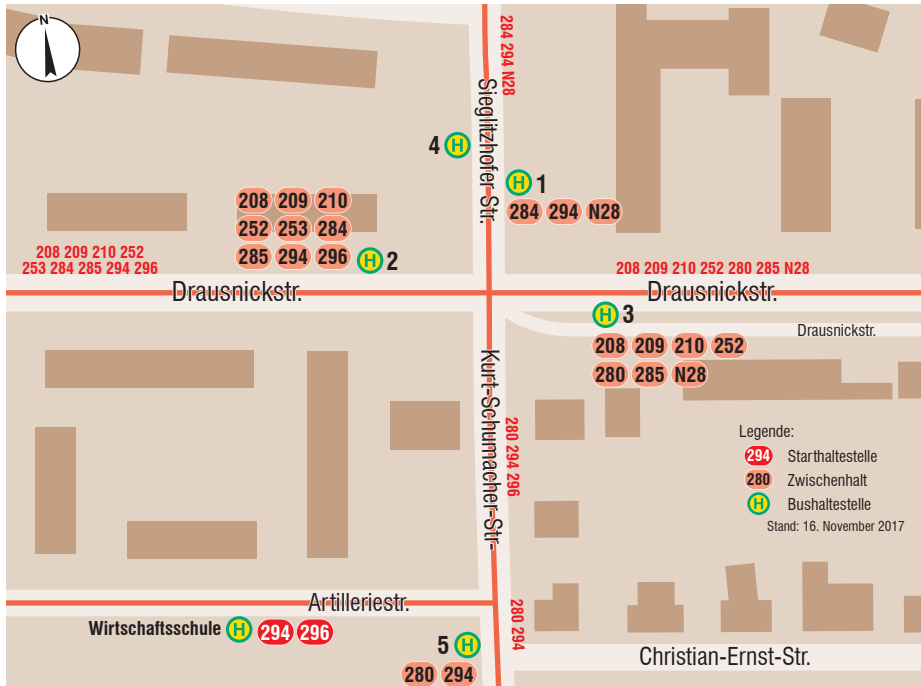 N
284 294 N28
Sieglitzhofer Str.
4 H
H 1
284 294 N28
208 209 210
252 253 284
285 294 296
H 2
208 209 210 252
253 284 285 294 296
208 209 210 252 280 285 N28
Drausnickstr.
Drausnickstr.
H 3
Drausnickstr.
208 209 210 252
280 285 N28
Kurt-Schumacher-Str-
280 294 296
Legende:
294 Starthaltestelle
280 Zwischenhalt
H Bushaltestelle
Stand: 16. November 2017
Artilleriestr.
280 294
Wirtschaftsschule H 294 296
5 H
280 294
Christian-Ernst-Str.